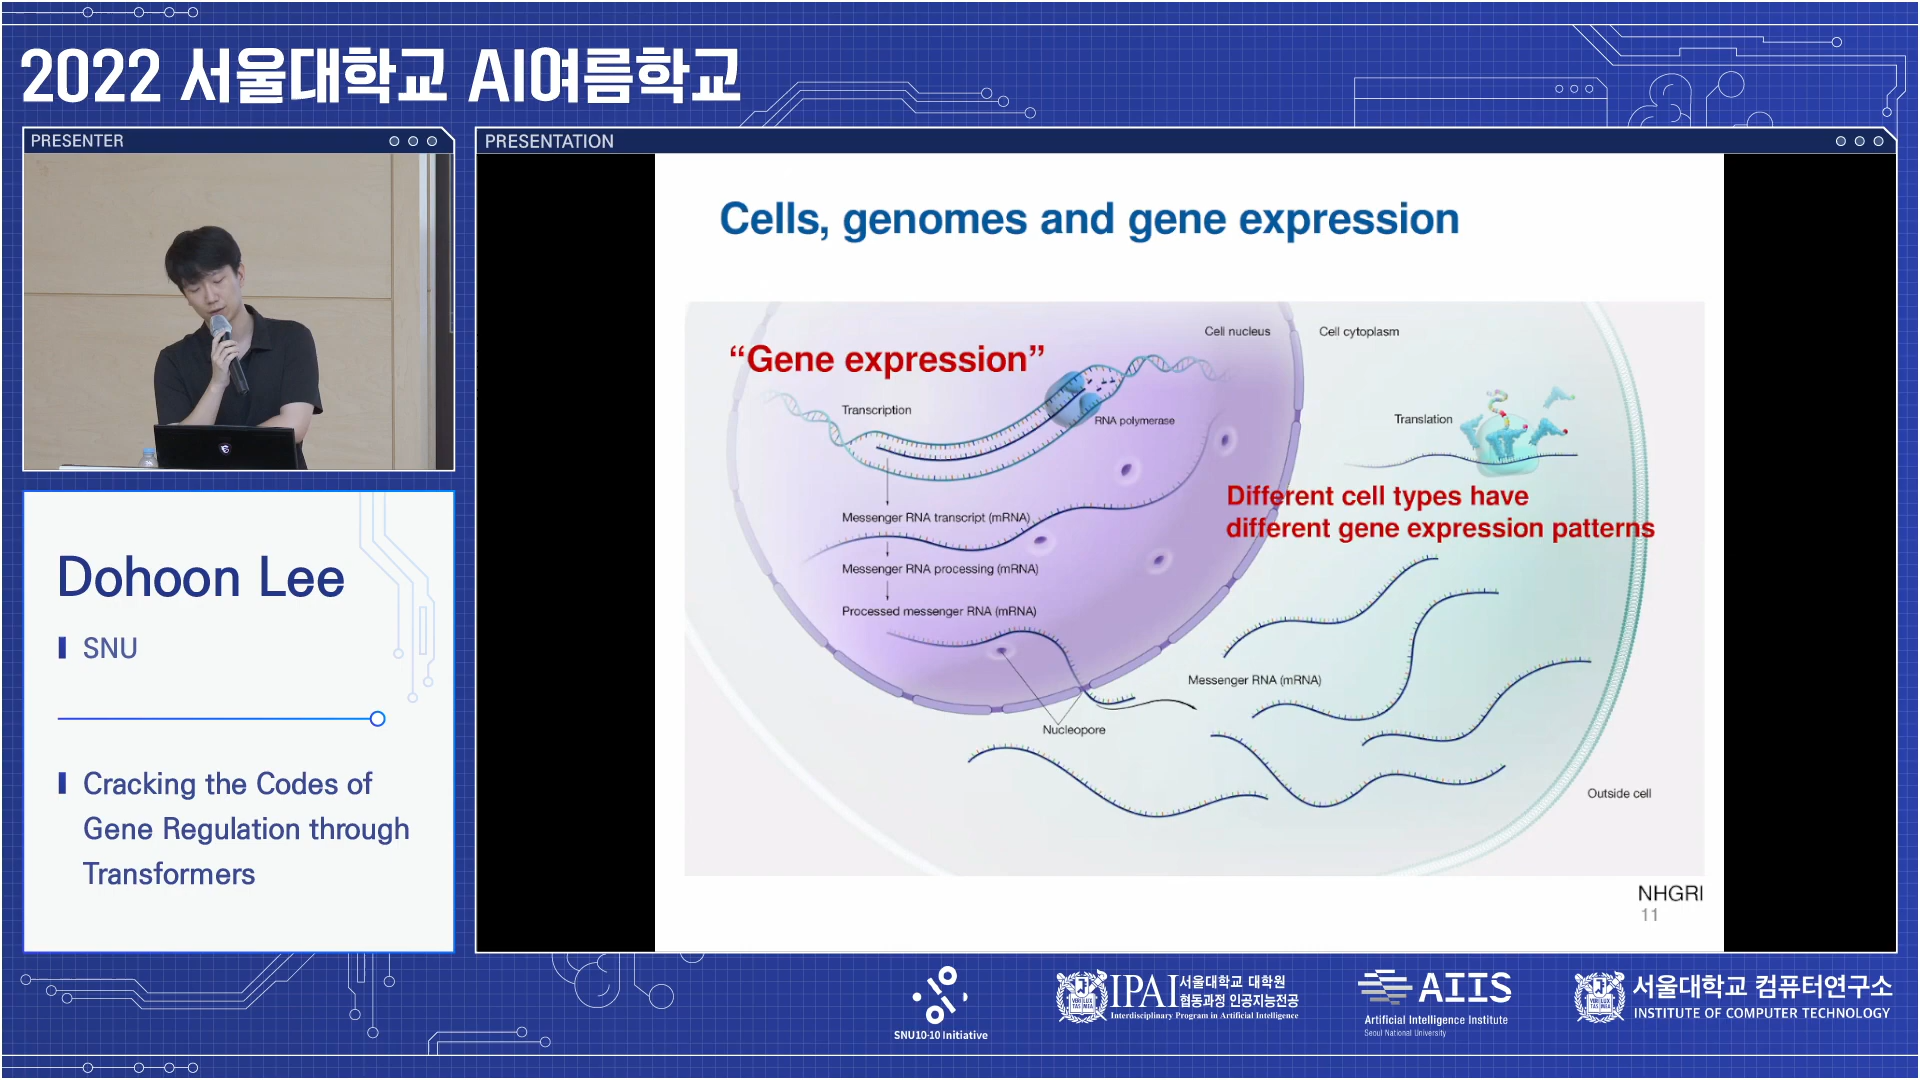 2022 서울대학교 AI여름학교
PRESENTER
PRESENTATION
Dohoon Lee
SNU
Cracking the Codes of
Gene Regulation through
Transformers
Cells, genomes and gene expression
“Gene expression”
Cell nucleus
Cell cytoplasm
Transcription
RNA polymerase
Translation
Different cell types have
different gene expression patterns
Messenger RNA transcript (mRNA)
Messenger RNA processing (mRNA)
Processed messenger RNA (mRNA)
Messenger RNA (mRNA)
Nucleopore
Outside cell
NHGRI
11
SNU10-10 Initiative
IPAI 서울대학교 대학원
협동과정 인공지능전공
Interdisciplinary Program in Artificial Intelligence
AIIS
Artificial Intelligence Institute
Seoul National University
서울대학교 컴퓨터연구소
INSTITUTE OF COMPUTER TECHNOLOGY